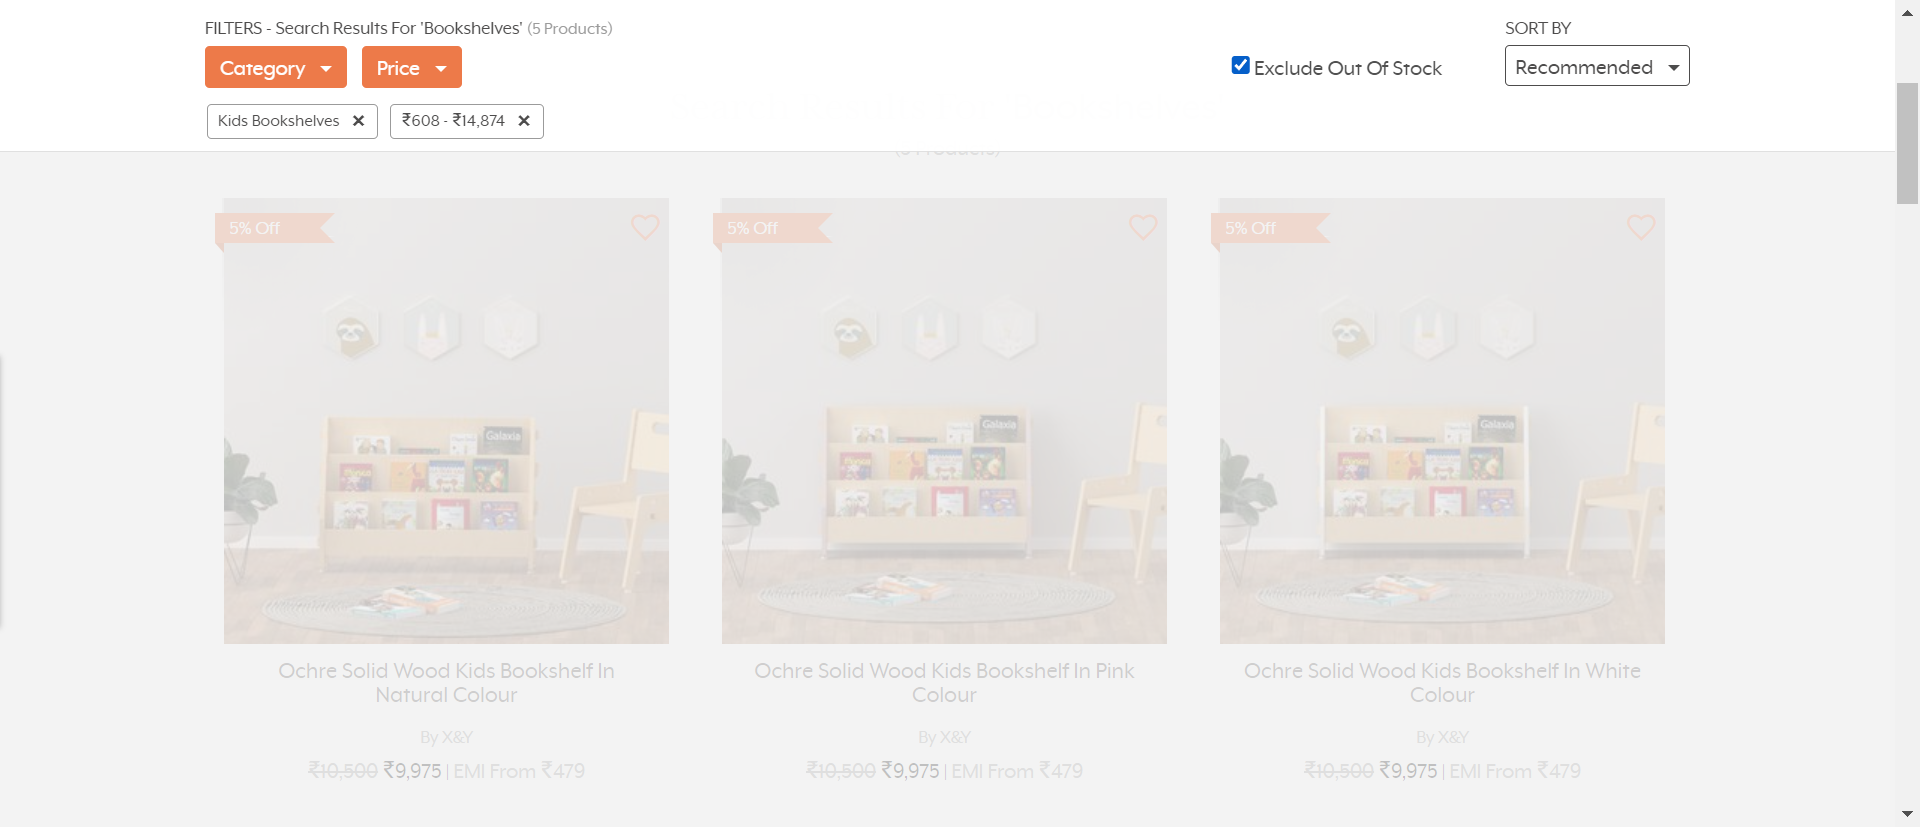 FILTERS - Search Results For 'Bookshelves' (5 Products)
SORT BY
Category
Price
Exclude Out Of Stock
Recommended
Kids Bookshelves ✕
₹608 - ₹14,874 ✕
(5 Products)
5% Off
5% Off
5% Off
Galaxia
Galaxia
Galaxia
Ochre Solid Wood Kids Bookshelf In
Natural Colour
By X&Y
₹10,500 ₹9,975 | EMI From ₹479
Ochre Solid Wood Kids Bookshelf In Pink
Colour
By X&Y
₹10,500 ₹9,975 | EMI From ₹479
Ochre Solid Wood Kids Bookshelf In White
Colour
By X&Y
₹10,500 ₹9,975 | EMI From ₹479